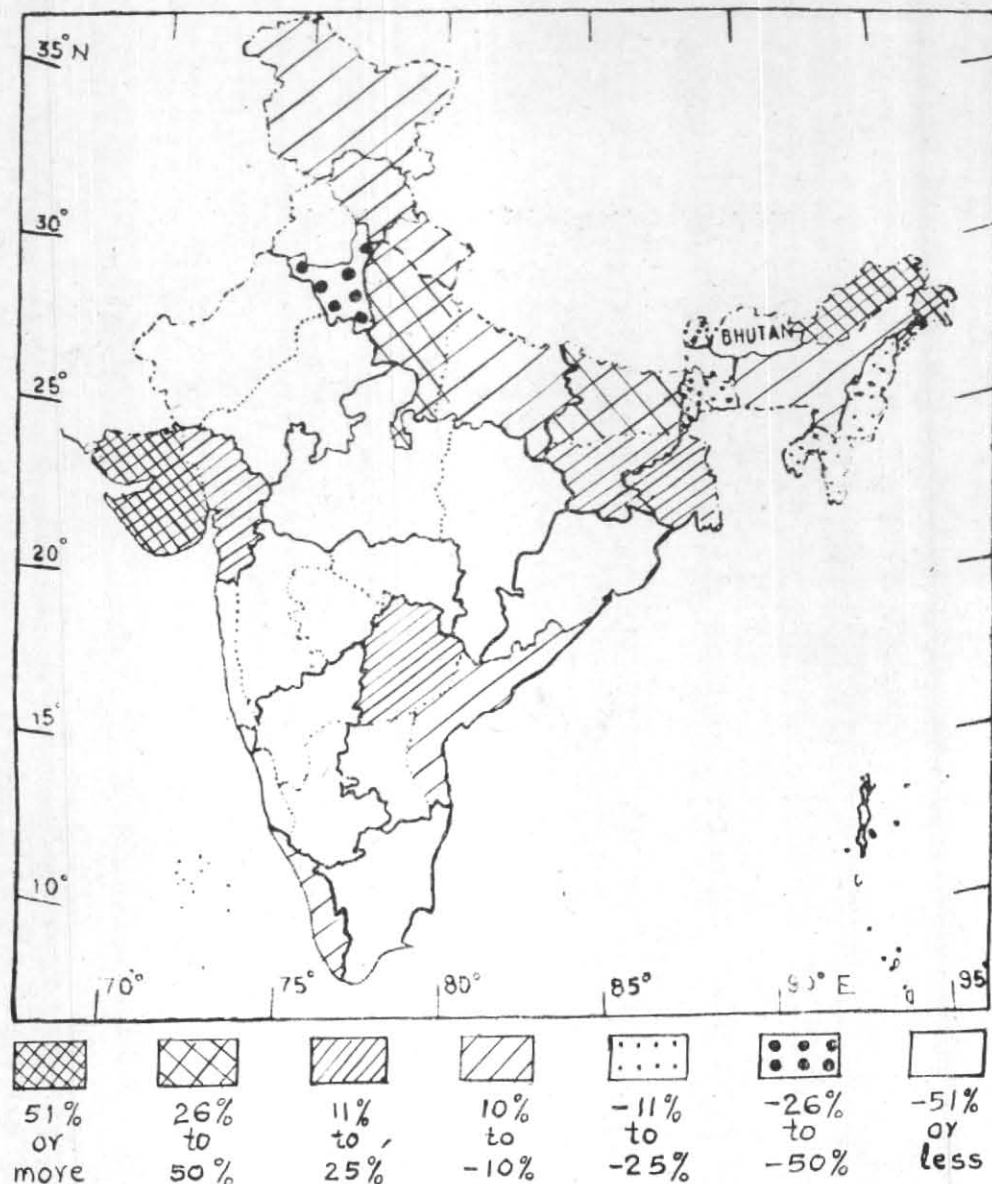 35° N
30°
25°
20°
15°
10°
BHUTAN
70° 75° 80° 85° 90° E 95°
51% 26% 11% 10% -11% -26% -51%
or to to to to to or
more 50% 25% -10% -25% -50% less